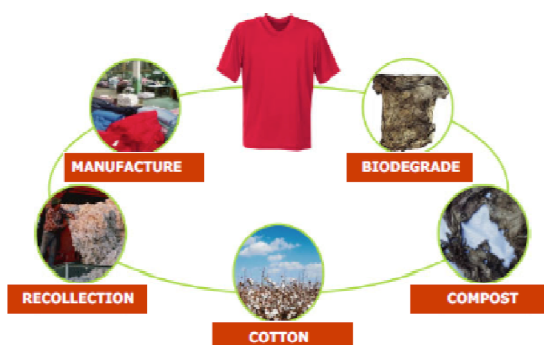 MANUFACTURE
BIODEGRADE
RECOLLECTION
COMPOST
COTTON